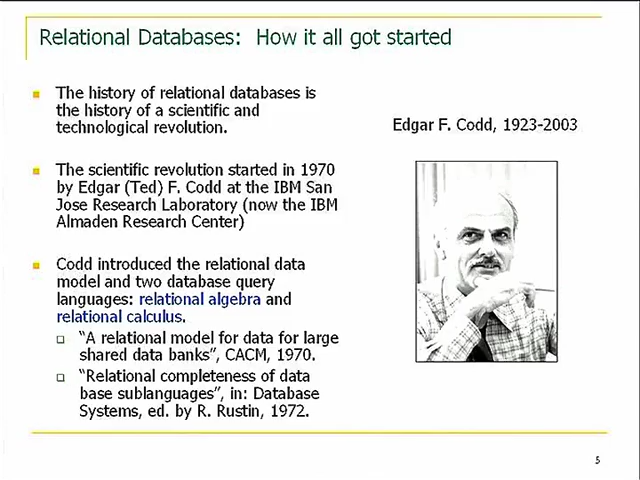 Relational Databases: How it all got started
The history of relational databases is
the history of a scientific and
technological revolution.
The scientific revolution started in 1970
by Edgar (Ted) F. Codd at the IBM San
Jose Research Laboratory (now the IBM
Almaden Research Center)
Codd introduced the relational data
model and two database query
languages: relational algebra and
relational calculus.
"A relational model for data for large
shared data banks", CACM, 1970.
"Relational completeness of data
base sublanguages", in: Database
Systems, ed. by R. Rustin, 1972.
Edgar F. Codd, 1923-2003
5